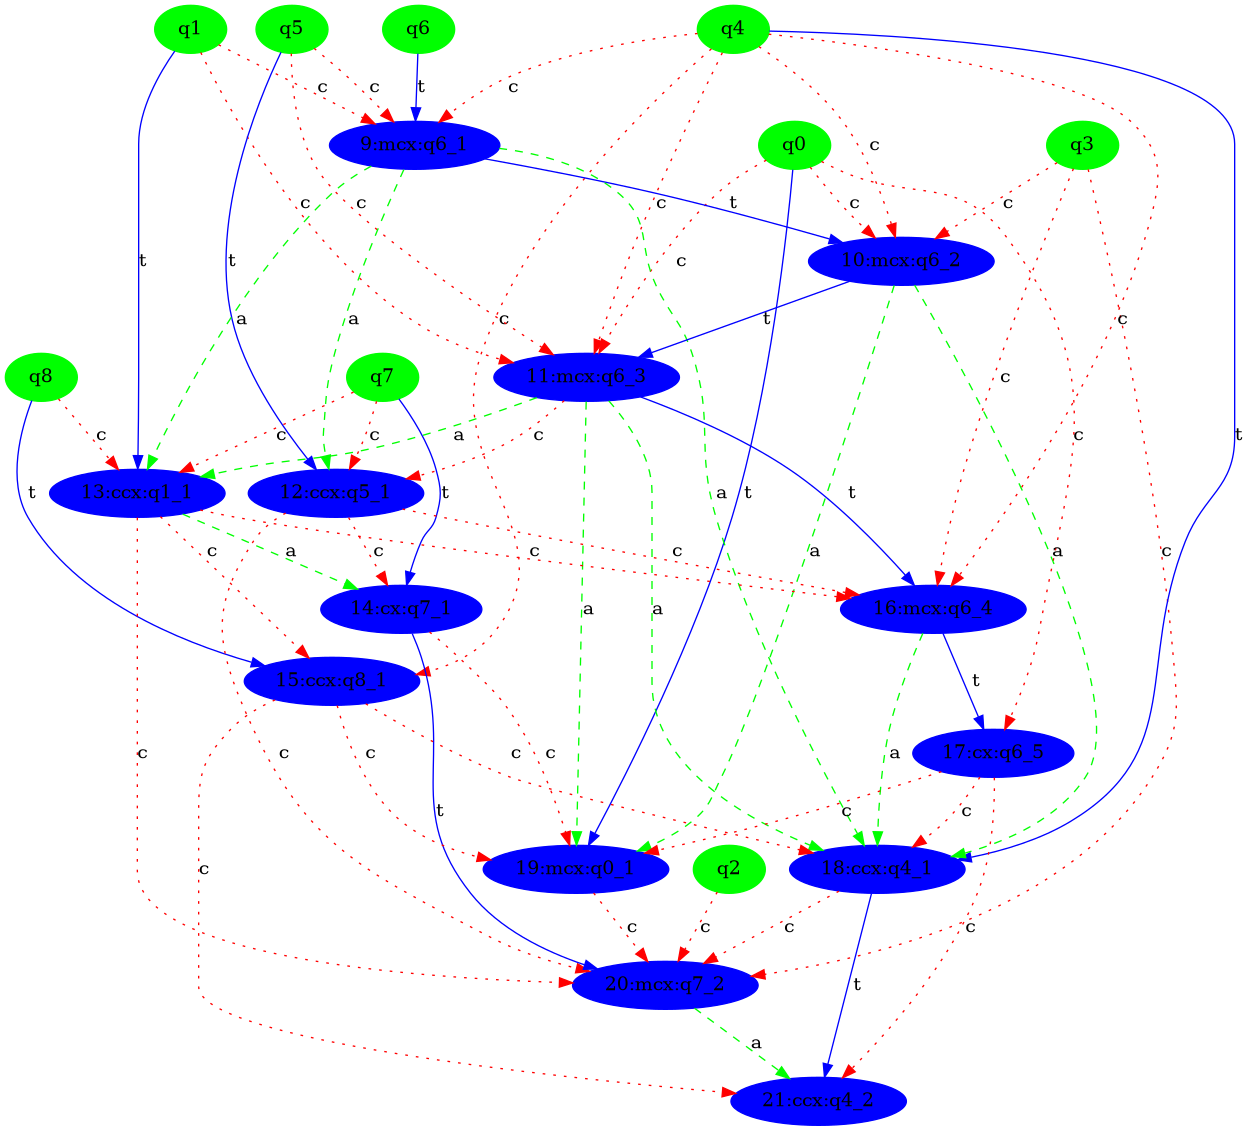 q1 q5 q6 q4
c c t c
9:mcx:q6_1 q0 q3
t c c c
t t c c c c
10:mcx:q6_2
a a c t c
q8 q7 11:mcx:q6_3
c c c a c c
13:ccx:q1_1 12:ccx:q5_1
t t a t a t
c a c c c a a c c
14:cx:q7_1 a a 16:mcx:q6_4
15:ccx:q8_1 t
c c c c a 17:cx:q6_5
t c c
19:mcx:q0_1 q2 18:ccx:q4_1
c c c c c
20:mcx:q7_2 t
a
21:ccx:q4_2